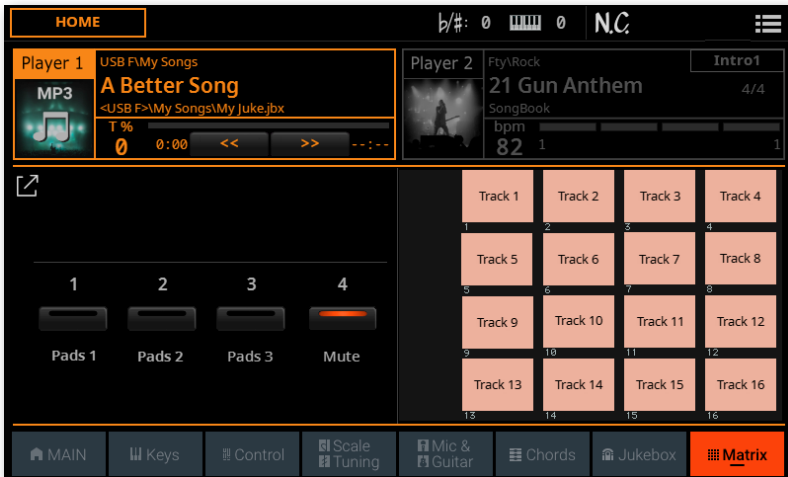 HOME
♭/♯: 0 0 N.C.
Player 1 USB F\My Songs
MP3 A Better Song
<USB F>\My Songs\My Juke.jbx
T %
0 0:00 << >> --:--
Player 2 Fty\Rock Intro1
21 Gun Anthem 4/4
SongBook
bpm
82 1 1
1 2 3 4
Pads 1 Pads 2 Pads 3 Mute
Track 1 Track 2 Track 3 Track 4
1 2 3 4
Track 5 Track 6 Track 7 Track 8
5 6 7 8
Track 9 Track 10 Track 11 Track 12
9 10 11 12
Track 13 Track 14 Track 15 Track 16
13 14 15 16
MAIN Keys Control Scale Tuning Mic & Guitar Chords Jukebox Matrix